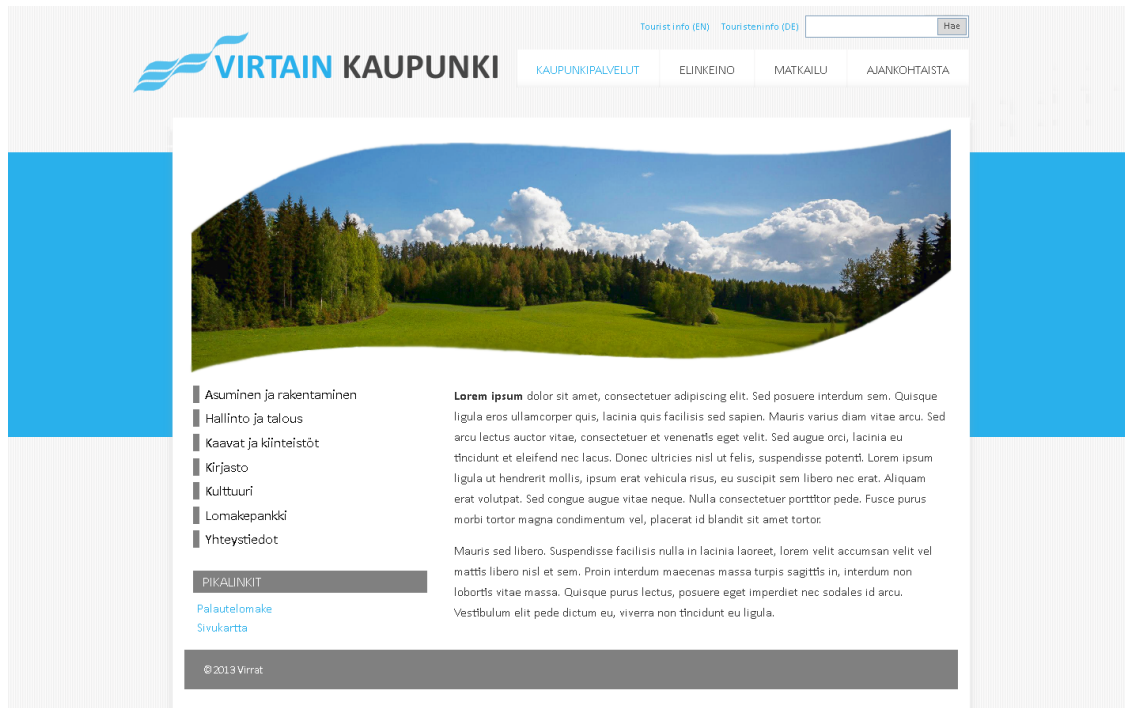 Tourist info (EN) Touristeninfo (DE) Hae
VIRTAIN KAUPUNKI
KAUPUNKIPALVELUT ELINKEINO MATKAILU AJANKOHTAISTA
Asuminen ja rakentaminen
Hallinto ja talous
Kaavat ja kiinteistöt
Kirjasto
Kulttuuri
Lomakepankki
Yhteystiedot
PIKALINKIT
Palautelomake
Sivukartta
Lorem ipsum dolor sit amet, consectetuer adipiscing elit. Sed posuere interdum sem. Quisque
ligula eros ullamcorper quis, lacinia quis facilisis sed sapien. Mauris varius diam vitae arcu. Sed
arcu lectus auctor vitae, consectetuer et venenatis eget velit. Sed augue orci, lacinia eu
tincidunt et eleifend nec lacus. Donec ultricies nisl ut felis, suspendisse potenti. Lorem ipsum
ligula ut hendrerit mollis, ipsum erat vehicula risus, eu suscipit sem libero nec erat. Aliquam
erat volutpat. Sed congue augue vitae neque. Nulla consectetuer porttitor pede. Fusce purus
morbi tortor magna condimentum vel, placerat id blandit sit amet tortor.
Mauris sed libero. Suspendisse facilisis nulla in lacinia laoreet, lorem velit accumsan velit vel
mattis libero nisl et sem. Proin interdum maecenas massa turpis sagittis in, interdum non
lobortis vitae massa. Quisque purus lectus, posuere eget imperdiet nec sodales id arcu.
Vestibulum elit pede dictum eu, viverra non tincidunt eu ligula.
© 2013 Virrat